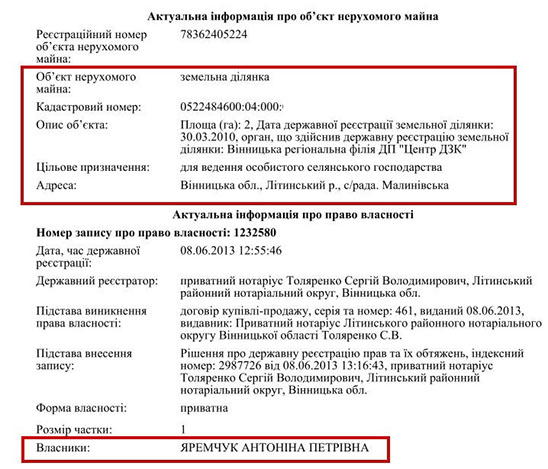 Актуальна інформація про об’єкт нерухомого майна
Реєстраційний номер 78362405224
об’єкта нерухомого
майна:
Об’єкт нерухомого земельна ділянка
майна:
Кадастровий номер: 0522484600:04:000:
Опис об’єкта: Площа (га): 2, Дата державної реєстрації земельної ділянки:
30.03.2010, орган, що здійснив державну реєстрацію земельної
ділянки: Вінницька регіональна філія ДП "Центр ДЗК"
Цільове призначення: для ведення особистого селянського господарства
Адреса: Вінницька обл., Літинський р., с/рада. Малинівська
Актуальна інформація про право власності
Номер запису про право власності: 1232580
Дата, час державної 08.06.2013 12:55:46
реєстрації:
Державний реєстратор: приватний нотаріус Толяренко Сергій Володимирович, Літинський
районний нотаріальний округ, Вінницька обл.
Підстава виникнення договір купівлі-продажу, серія та номер: 461, виданий 08.06.2013,
права власності: видавник: Приватний нотаріус Літинського районного нотаріального
округу Вінницької області Толяренко С.В.
Підстава внесення Рішення про державну реєстрацію прав та їх обтяжень, індексний
запису: номер: 2987726 від 08.06.2013 13:16:43, приватний нотаріус
Толяренко Сергій Володимирович, Літинський районний
нотаріальний округ, Вінницька обл.
Форма власності: приватна
Розмір частки: 1
Власники: ЯРЕМЧУК АНТОНІНА ПЕТРІВНА